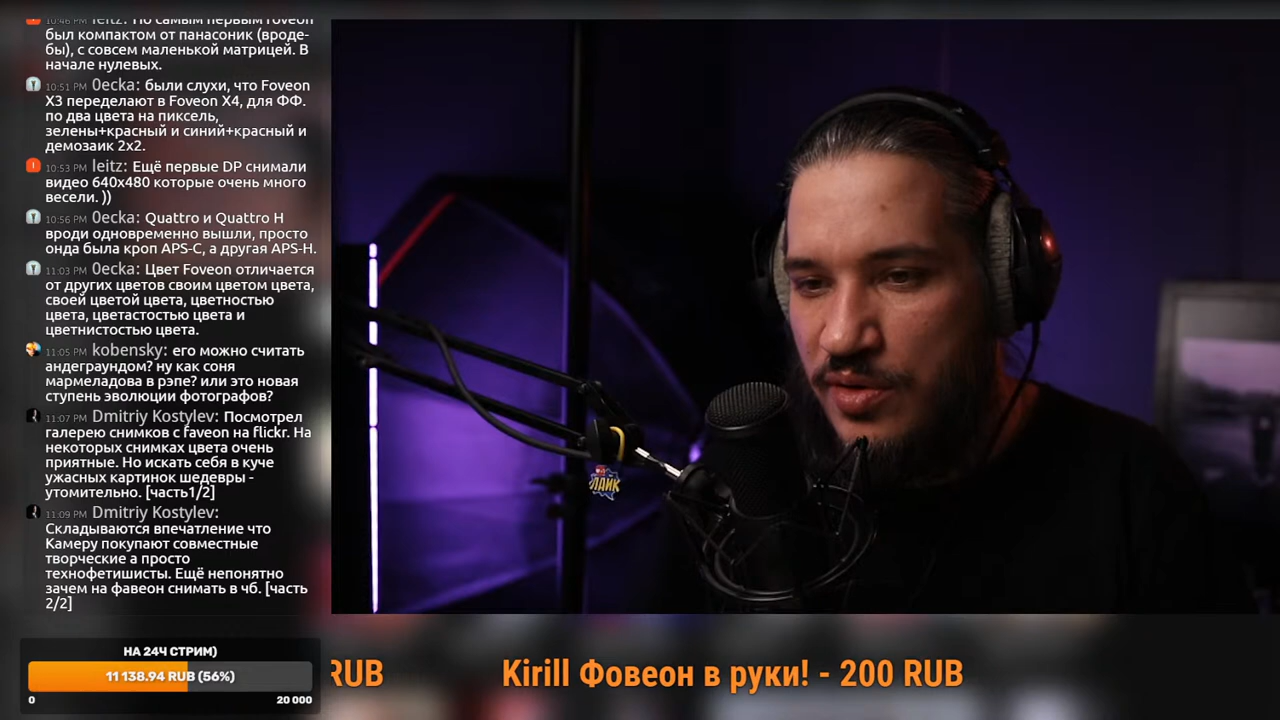 10:46 PM leitz: По самым первым Foveon
был компактом от панасоник (вроде-
бы), с совсем маленькой матрицей. В
начале нулевых.
10:51 PM 0ecka: были слухи, что Foveon
X3 переделают в Foveon X4, для ФФ.
по два цвета на пиксель,
зелены+красный и синий+красный и
демозаик 2x2.
10:53 PM leitz: Ещё первые DP снимали
видео 640x480 которые очень много
весели. ))
10:56 PM 0ecka: Quattro и Quattro H
вроди одновременно вышли, просто
онда была кроп APS-C, а другая APS-H.
11:03 PM 0ecka: Цвет Foveon отличается
от других цветов своим цветом цвета,
своей цветой цвета, цветностью
цвета, цветастостью цвета и
цветнистостью цвета.
11:05 PM kobensky: его можно считать
андеграундом? ну как соня
мармеладова в рэпе? или это новая
ступень эволюции фотографов?
11:07 PM Dmitriy Kostylev: Посмотрел
галерею снимков с faveon на flickr. На
некоторых снимках цвета очень
приятные. Но искать себя в куче
ужасных картинок шедевры -
утомительно. [часть1/2]
11:09 PM Dmitriy Kostylev:
Складываются впечатление что
Камеру покупают совместные
творческие а просто
технофетишисты. Ещё непонятно
зачем на фавеон снимать в чб. [часть
2/2]
ЛАЙК
НА 24Ч СТРИМ)
11 138.94 RUB (56%)
0 20 000
RUB Kirill Фовеон в руки! - 200 RUB